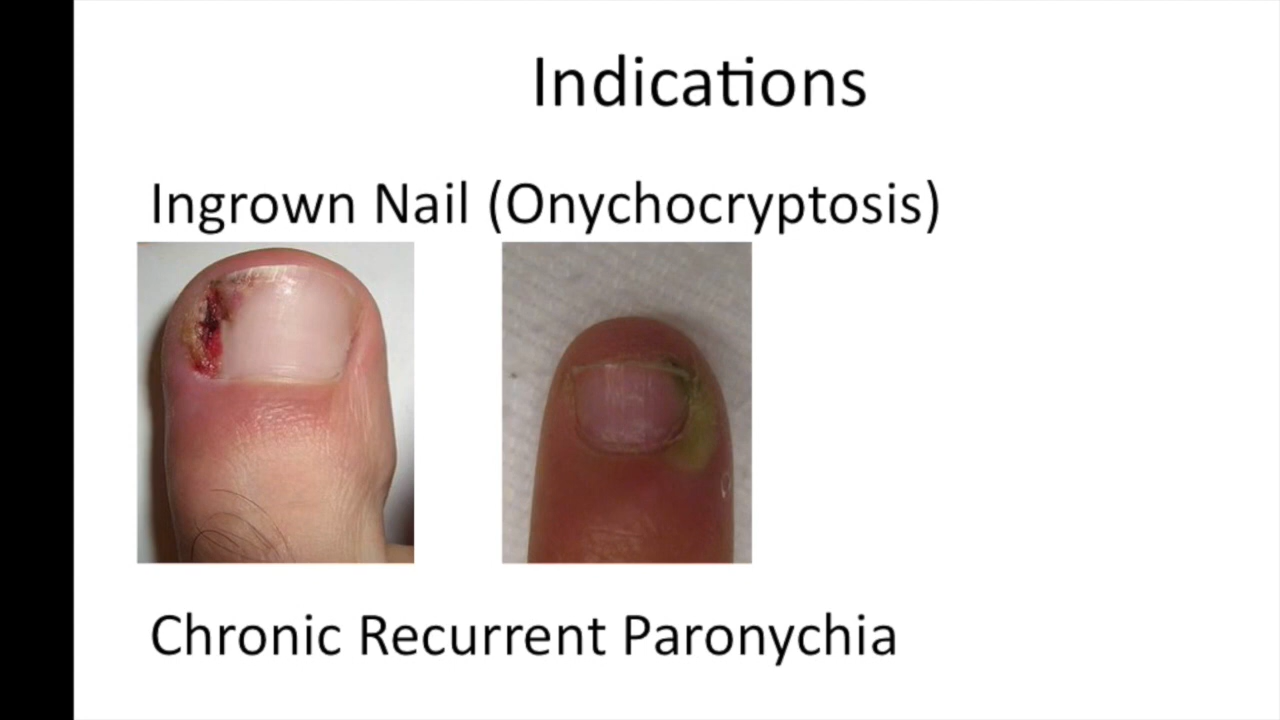 Indications
Ingrown Nail (Onychocryptosis)
Chronic Recurrent Paronychia